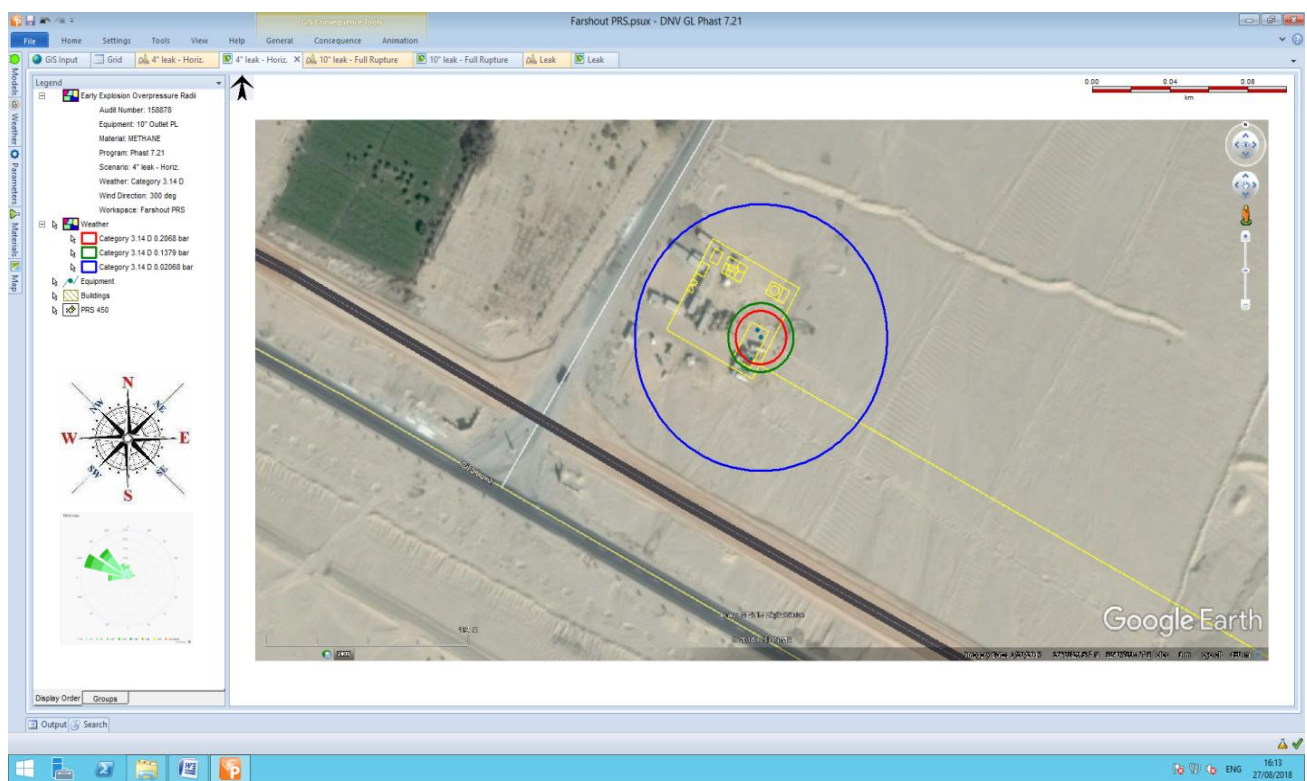 GIS Consequence Tools
Farshout PRS.psux - DNV GL Phast 7.21
File Home Settings Tools View Help General Consequence Animation
GIS Input Grid 4" leak - Horiz. 4" leak - Horiz. X 10" leak - Full Rupture 10" leak - Full Rupture Leak Leak
Models
Weather
Parameters
Materials
Map
Legend
Early Explosion Overpressure Radii
Audit Number: 158878
Equipment: 10" Outlet PL
Material: METHANE
Program: Phast 7.21
Scenario: 4" leak - Horiz.
Weather: Category 3.14 D
Wind Direction: 300 deg
Workspace: Farshout PRS
Weather
Category 3.14 D 0.2068 bar
Category 3.14 D 0.1379 bar
Category 3.14 D 0.02068 bar
Equipment
Buildings
PRS 450
N
NW NE
W E
SW SE
S
0.00 0.04 0.08
km
N
Google Earth
Display Order Groups
Output Search
ENG
16:13
27/08/2018